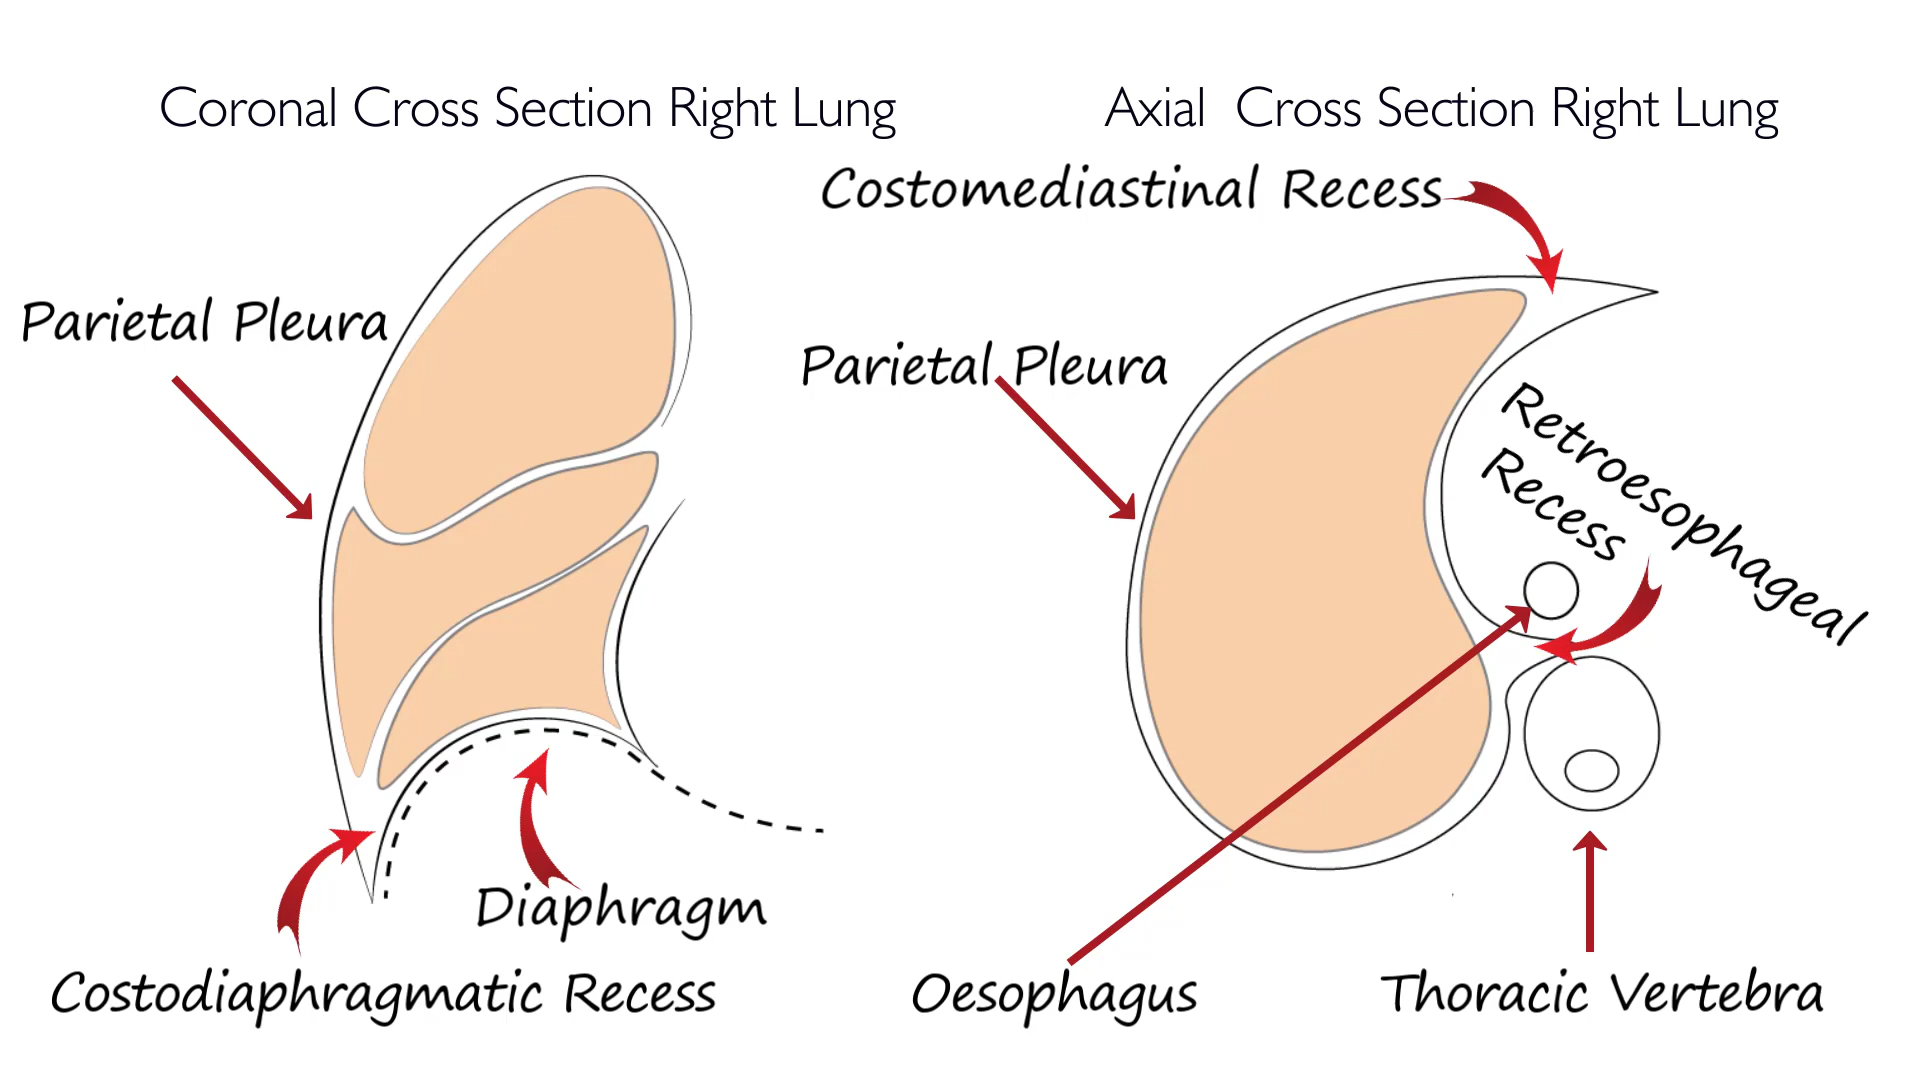 Coronal Cross Section Right Lung
Parietal Pleura
Diaphragm
Costodiaphragmatic Recess
Axial Cross Section Right Lung
Costomediastinal Recess
Parietal Pleura
Retroesophageal
Recess
Oesophagus
Thoracic Vertebra